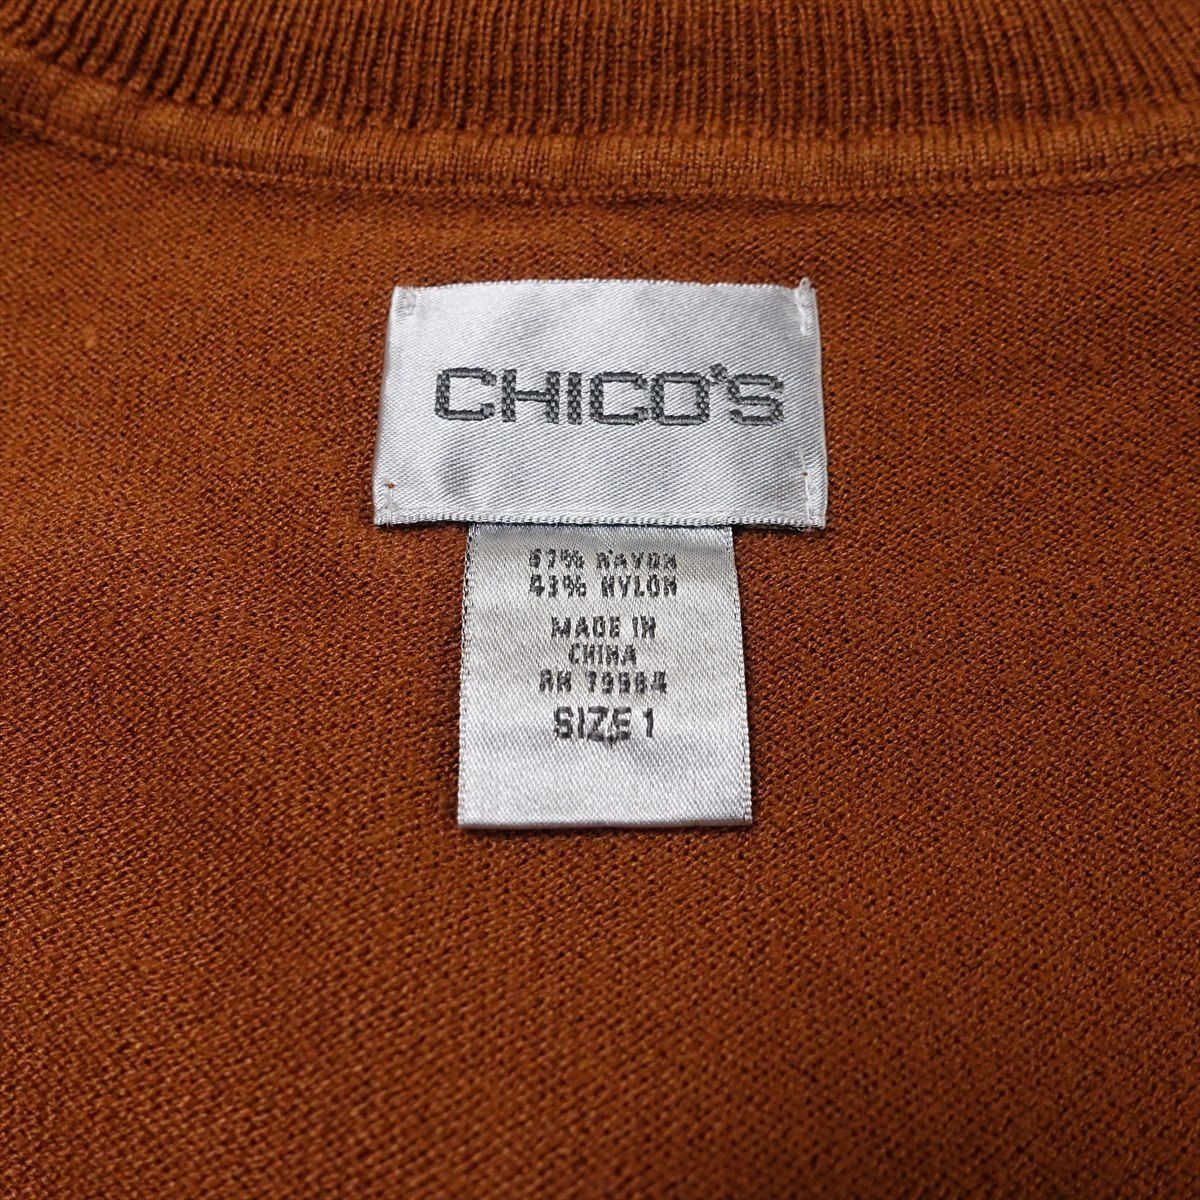 CHICO'S
57% RAYON
43% NYLON
MADE IN
CHINA
RN 79984
SIZE 1